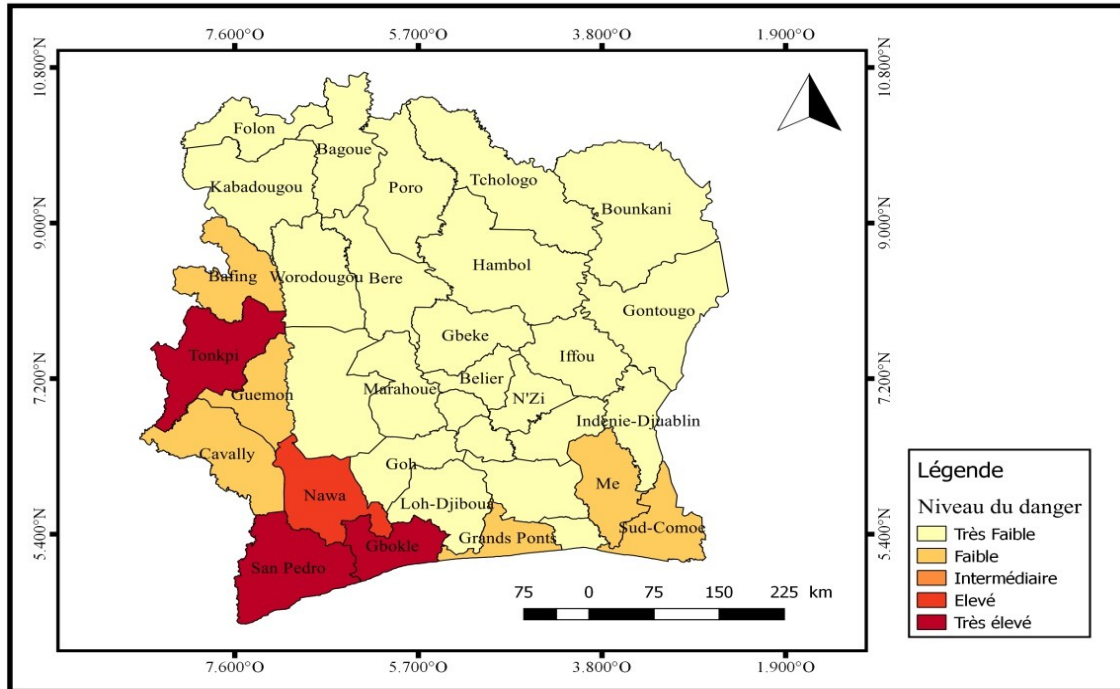 7.600°O 5.700°O 3.800°O 1.900°O
10.800°N 10.800°N
Folon
Bagoue
Tchologo
Kabadougou
Poro
Bounkani
9.000°N 9.000°N
Hambol
Bafing
Worodougou
Bere
Gontougo
Gbeke
Tonkpi
Iffou
7.200°N 7.200°N
Belier
Marahoue
Guemon
N'Zi
Indenie-Djuablin
Cavally
Goh
Me
Nawa
Loh-Djiboua
Sud-Comoe
Grands Ponts
5.400°N 5.400°N
Gbokle
San Pedro
75 0 75 150 225 km
7.600°O 5.700°O 3.800°O 1.900°O
Légende
Niveau du danger
Très Faible
Faible
Intermédiaire
Elevé
Très élevé